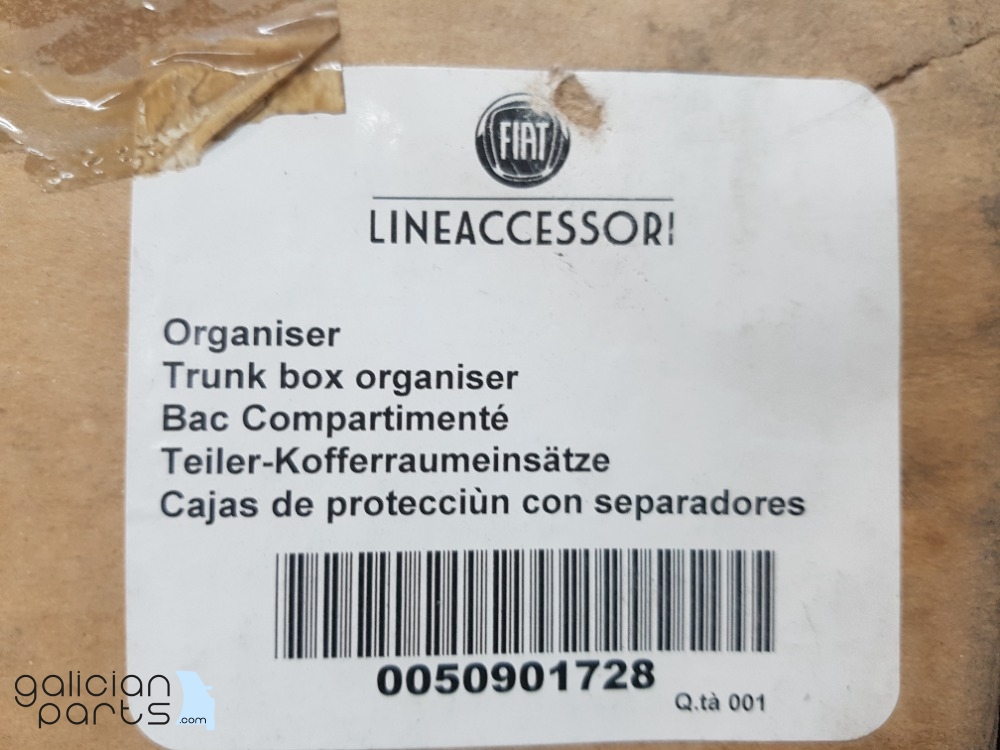 FIAT
LINEACCESSORI
Organiser
Trunk box organiser
Bac Compartimenté
Teiler-Kofferraumeinsätze
Cajas de protecciùn con separadores
0050901728
Q.tà 001
galician
parts.com